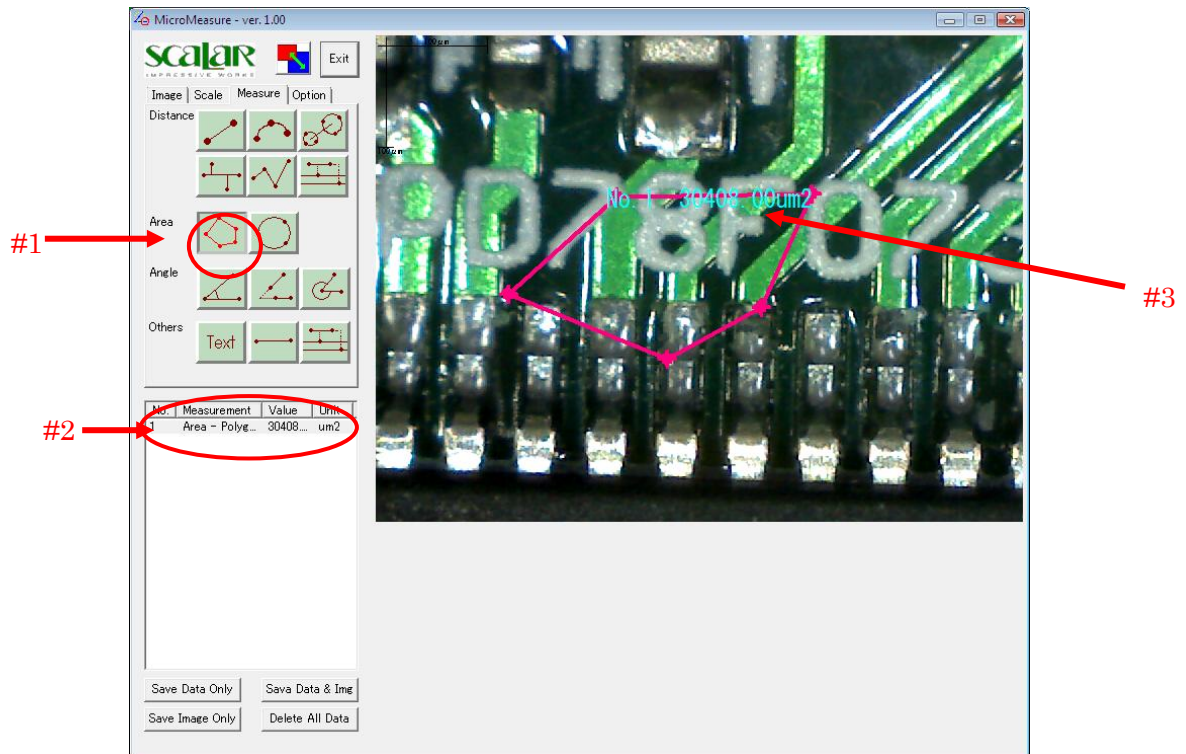 MicroMeasure - ver. 1.00
SCALAR
IMPRESSIVE WORKS
Exit
Image Scale Measure Option
Distance
Area
#1
Angle
Others
Text
No. Measurement Value Unit
1 Area - Polyg... 30408.... um2
#2
Save Data Only Sava Data & Img
Save Image Only Delete All Data
No.1 30408.00um2
PD78F073
#3